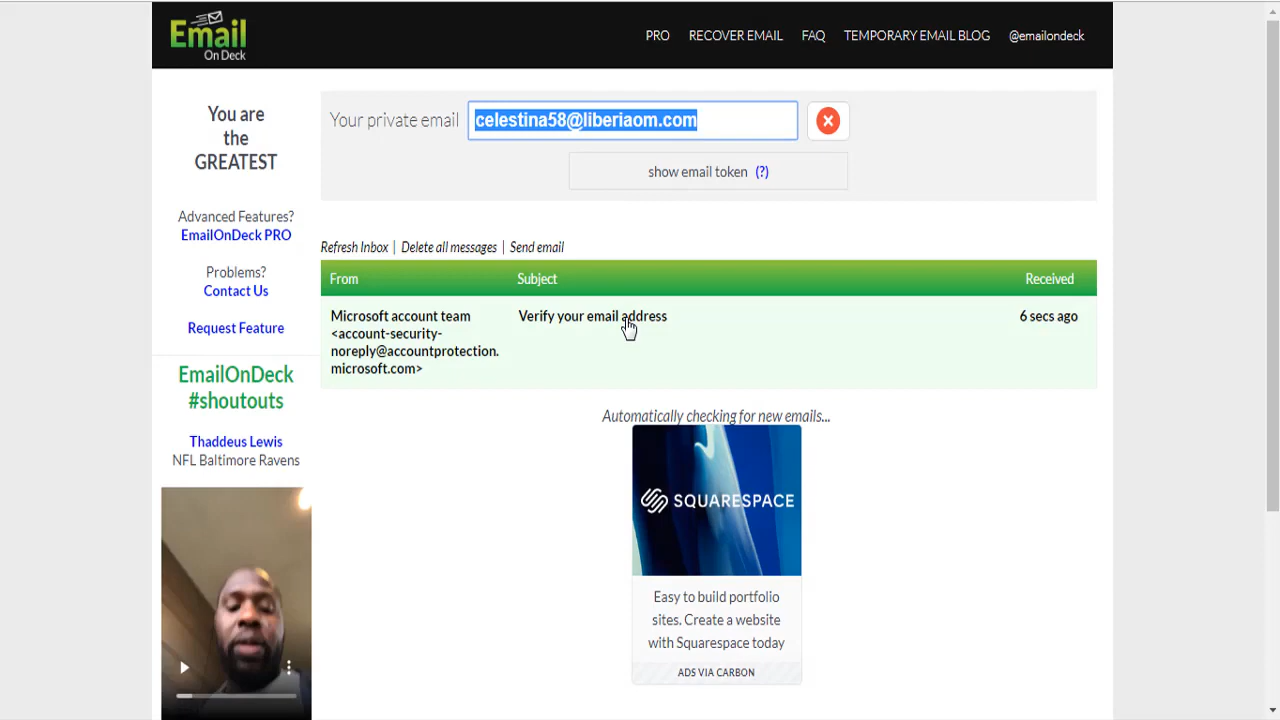 Email
On Deck
PRO
RECOVER EMAIL
FAQ
TEMPORARY EMAIL BLOG
@emailondeck
You are
the
GREATEST
Advanced Features?
EmailOnDeck PRO
Problems?
Contact Us
Request Feature
EmailOnDeck
#shoutouts
Thaddeus Lewis
NFL Baltimore Ravens
Your private email
celestina58@liberiaom.com
show email token (?)
Refresh Inbox | Delete all messages | Send email
From
Subject
Received
Microsoft account team
<account-security-
noreply@accountprotection.
microsoft.com>
Verify your email address
6 secs ago
Automatically checking for new emails...
SQUARESPACE
Easy to build portfolio
sites. Create a website
with Squarespace today
ADS VIA CARBON